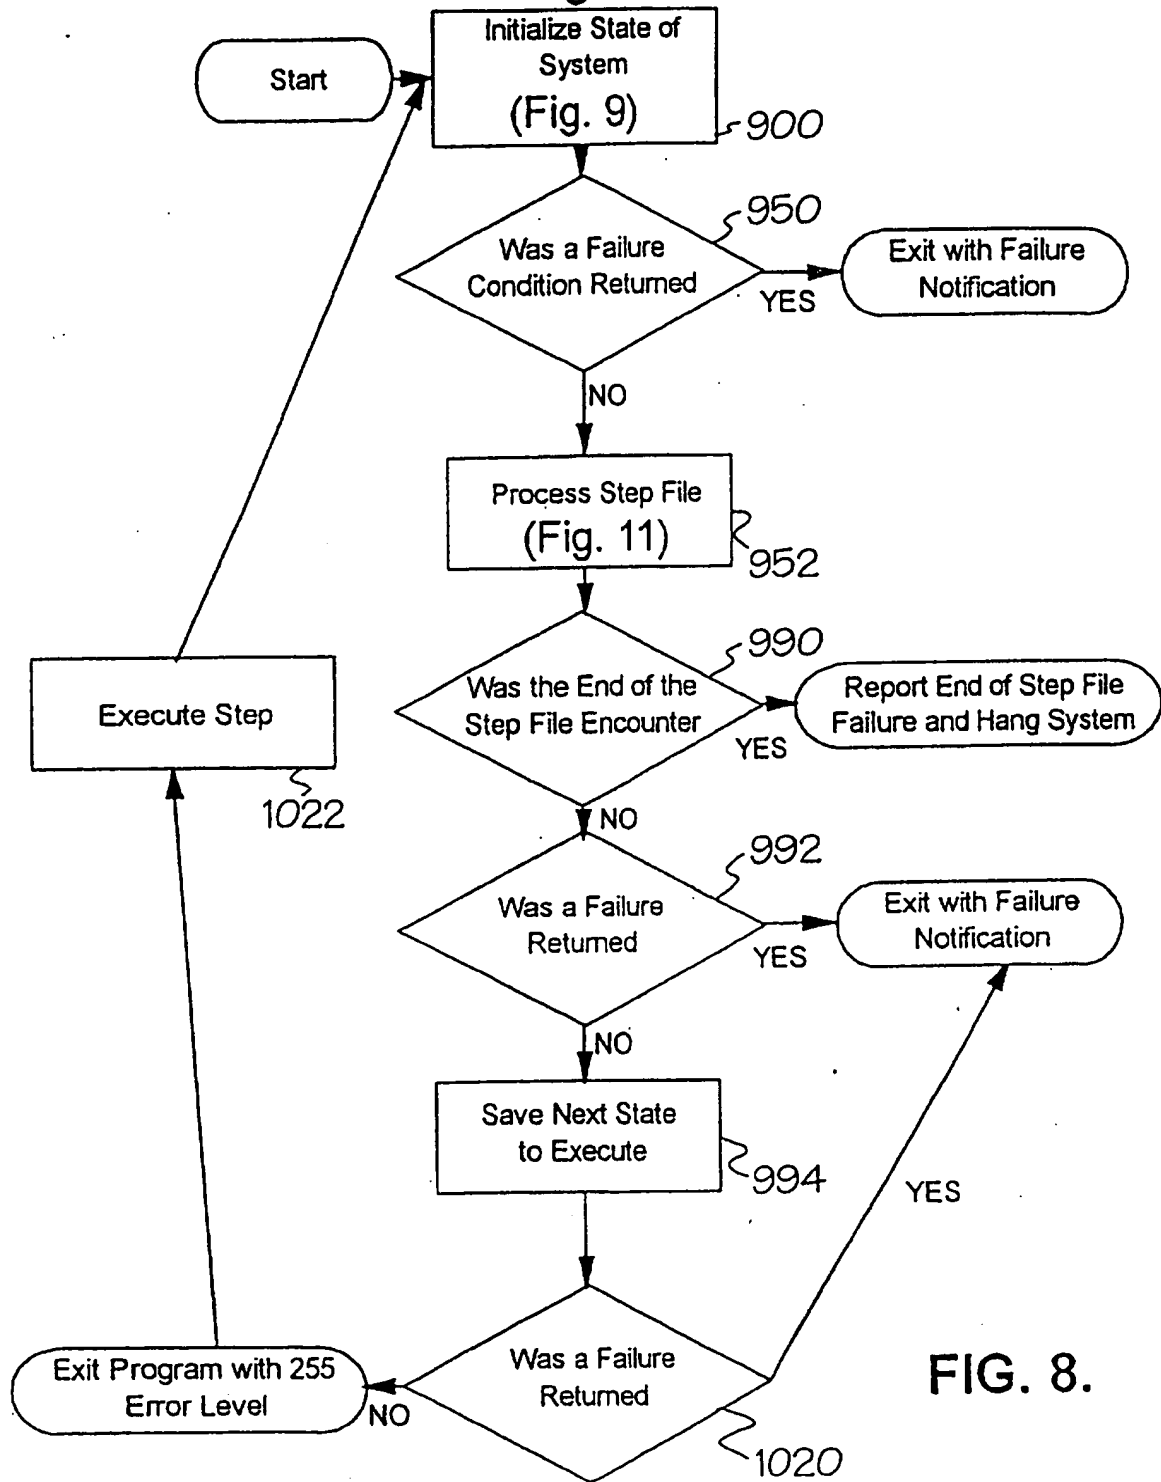 Start
Initialize State of
System
(Fig. 9)
900
950
Was a Failure
Condition Returned
YES
Exit with Failure
Notification
NO
Process Step File
(Fig. 11)
952
990
Was the End of the
Step File Encounter
YES
Report End of Step File
Failure and Hang System
Execute Step
1022
NO
992
Was a Failure
Returned
YES
Exit with Failure
Notification
NO
Save Next State
to Execute
994
YES
Was a Failure
Returned
1020
NO
Exit Program with 255
Error Level
FIG. 8.